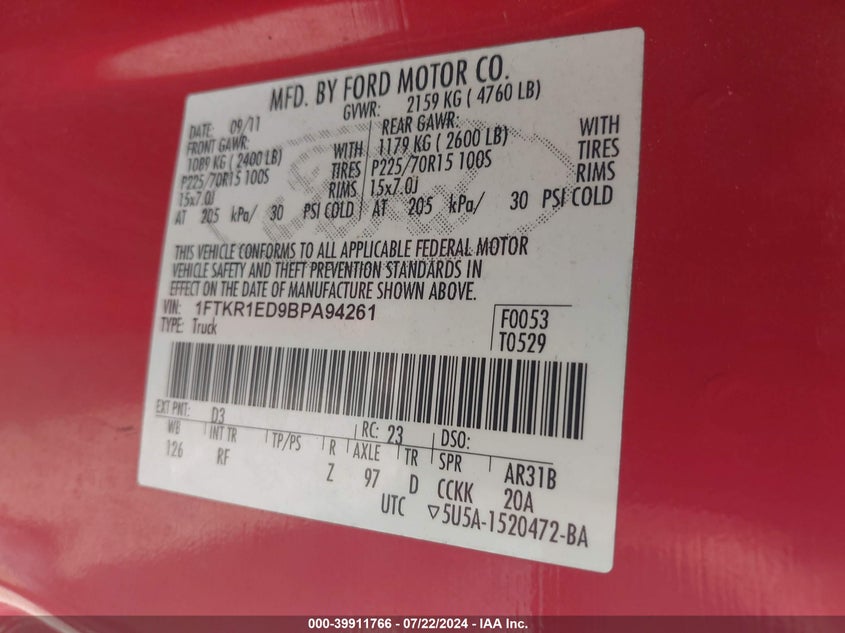 MFD. BY FORD MOTOR CO.
DATE: 09/11 GVWR: 2159 KG ( 4760 LB)
FRONT GAWR: REAR GAWR:
1089 KG ( 2400 LB) WITH 1179 KG ( 2600 LB) WITH
P225/70R15 100S TIRES P225/70R15 100S TIRES
15x7.0J RIMS 15x7.0J RIMS
AT 205 kPa/ 30 PSI COLD AT 205 kPa/ 30 PSI COLD
THIS VEHICLE CONFORMS TO ALL APPLICABLE FEDERAL MOTOR
VEHICLE SAFETY AND THEFT PREVENTION STANDARDS IN
EFFECT ON THE DATE OF MANUFACTURE SHOWN ABOVE.
VIN: 1FTKR1ED9BPA94261 F0053
TYPE: Truck T0529
EXT PNT: D3 RC: 23 DSO:
WB INT TR TP/PS R AXLE TR SPR AR31B
126 RF Z 97 D CCKK 20A
UTC ▽5U5A-1520472-BA
000-39911766 / 07/22/2024 - IAA Inc.